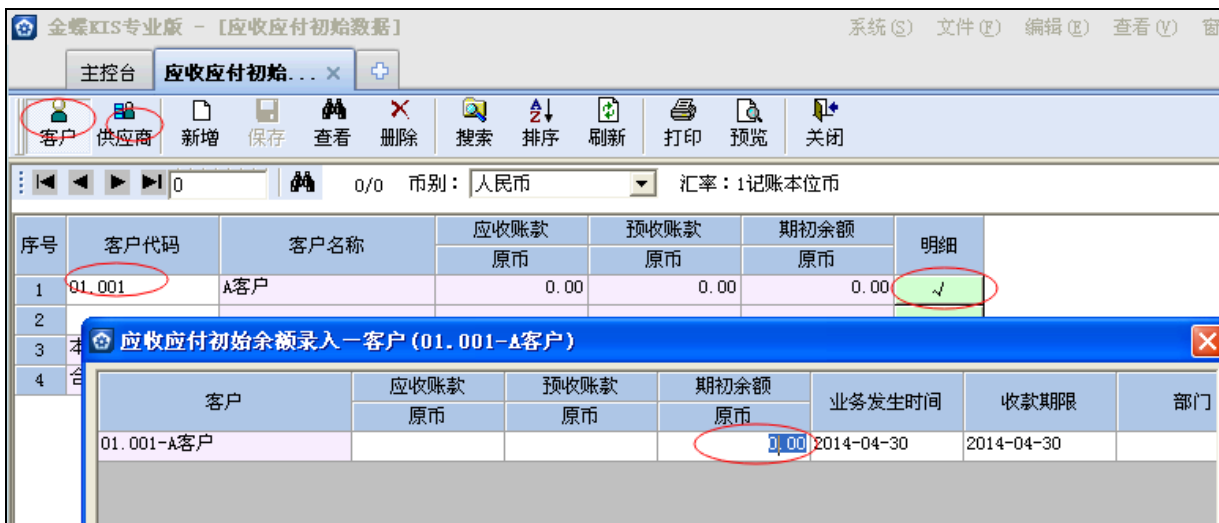 金蝶KIS专业版 - [应收应付初始数据] 系统(S) 文件(F) 编辑(E) 查看(V) 窗
主控台 应收应付初始... ×
客户 供应商 新增 保存 查看 删除 搜索 排序 刷新 打印 预览 关闭
0 0/0 币别： 人民币 汇率：1记账本位币
序号 客户代码 客户名称 应收账款 预收账款 期初余额 明细
原币 原币 原币
1 01.001 A客户 0.00 0.00 0.00 √
2
3 本
4 合
应收应付初始余额录入—客户(01.001-A客户)
客户 应收账款 预收账款 期初余额 业务发生时间 收款期限 部门
原币 原币 原币
01.001-A客户 0.00 2014-04-30 2014-04-30